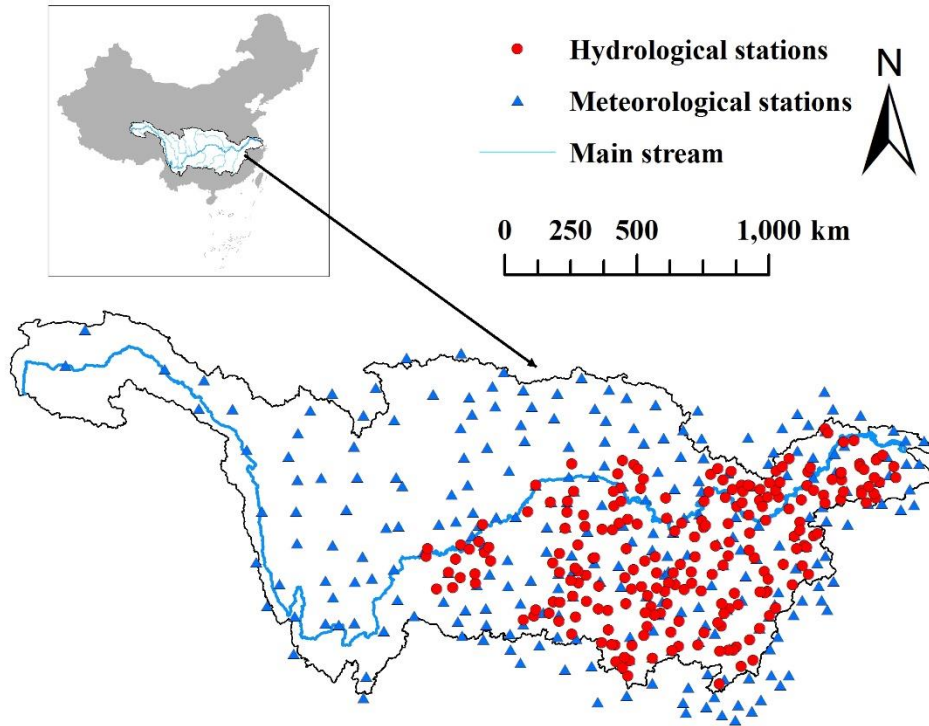 Hydrological stations
Meteorological stations
Main stream
N
0 250 500 1,000 km